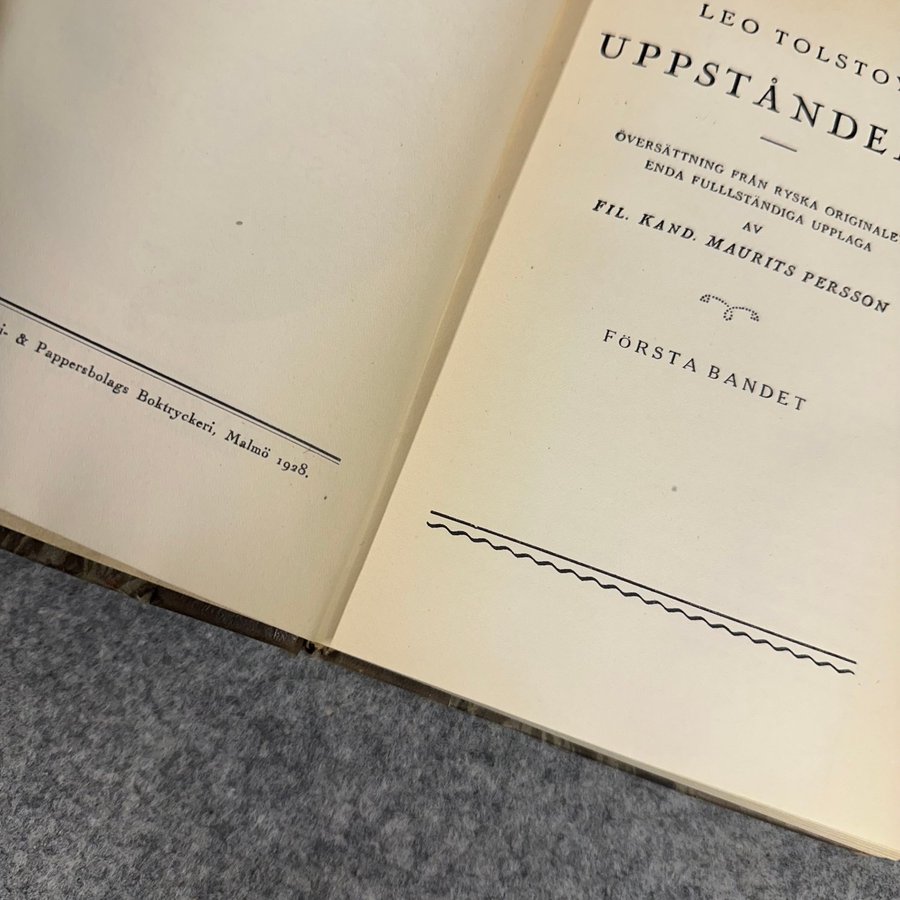 & Pappersbolags Boktryckeri, Malmö 1928.
LEO TOLSTOY
UPPSTÅNDE
ÖVERSÄTTNING FRÅN RYSKA ORIGINALE
ENDA FULLLSTÄNDIGA UPPLAGA
AV
FIL. KAND. MAURITS PERSSON
FÖRSTA BANDET